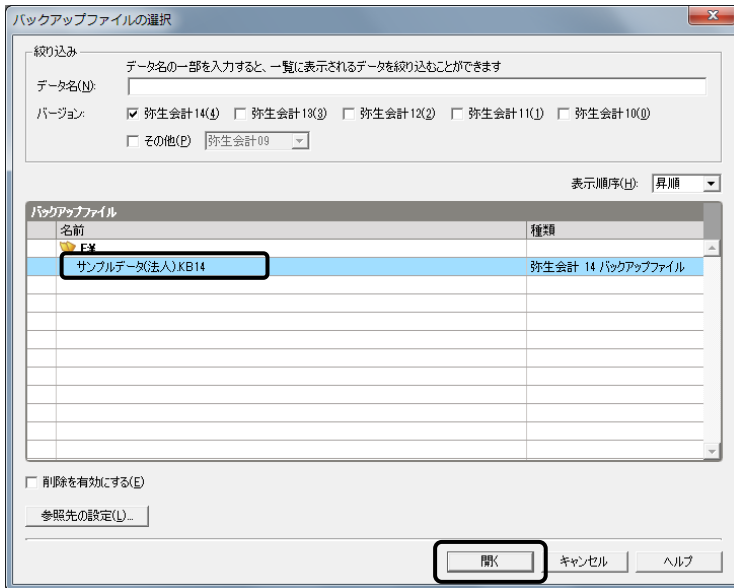 バックアップファイルの選択
絞り込み
データ名の一部を入力すると、一覧に表示されるデータを絞り込むことができます
データ名(N):
バージョン: 弥生会計14(4) 弥生会計13(3) 弥生会計12(2) 弥生会計11(1) 弥生会計10(0)
その他(P) 弥生会計09
表示順序(H): 昇順
バックアップファイル
名前 種類
F:¥
サンプルデータ(法人).KB14 弥生会計 14 バックアップファイル
削除を有効にする(E)
参照先の設定(L)...
開く キャンセル ヘルプ